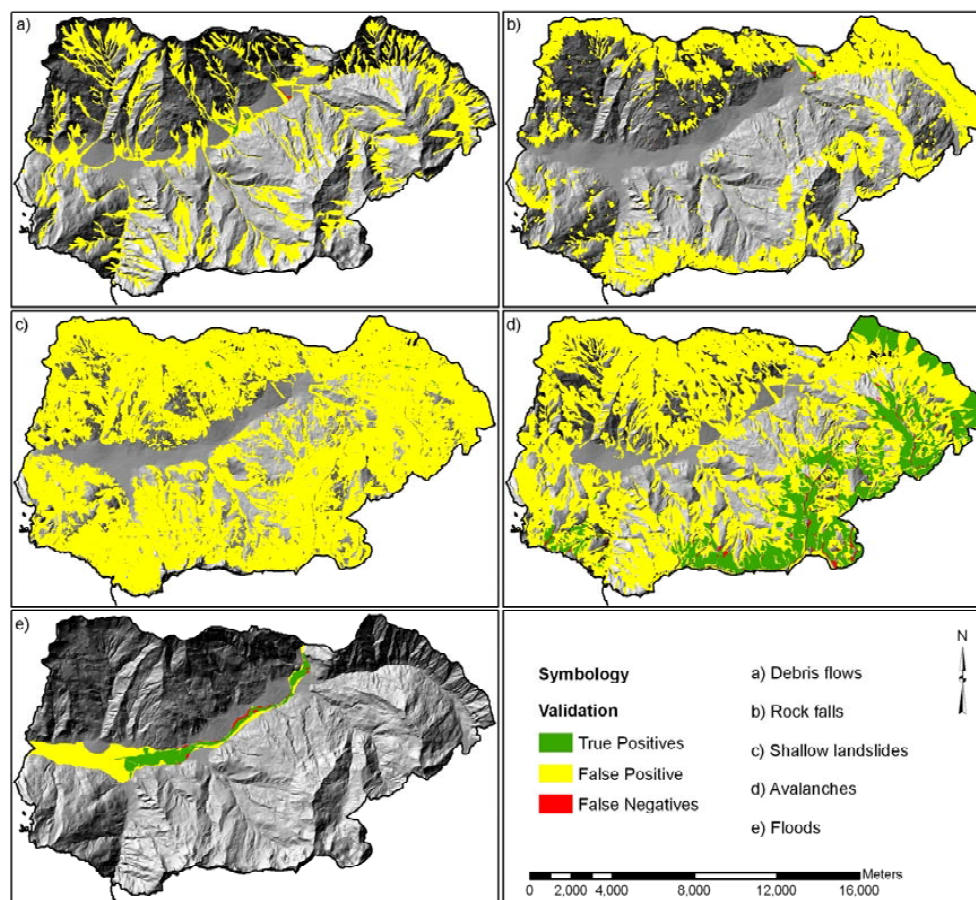 a)
b)
c)
d)
e)
N
Symbology
Validation
True Positives
False Positive
False Negatives
a) Debris flows
b) Rock falls
c) Shallow landslides
d) Avalanches
e) Floods
Meters
0 2,000 4,000 8,000 12,000 16,000